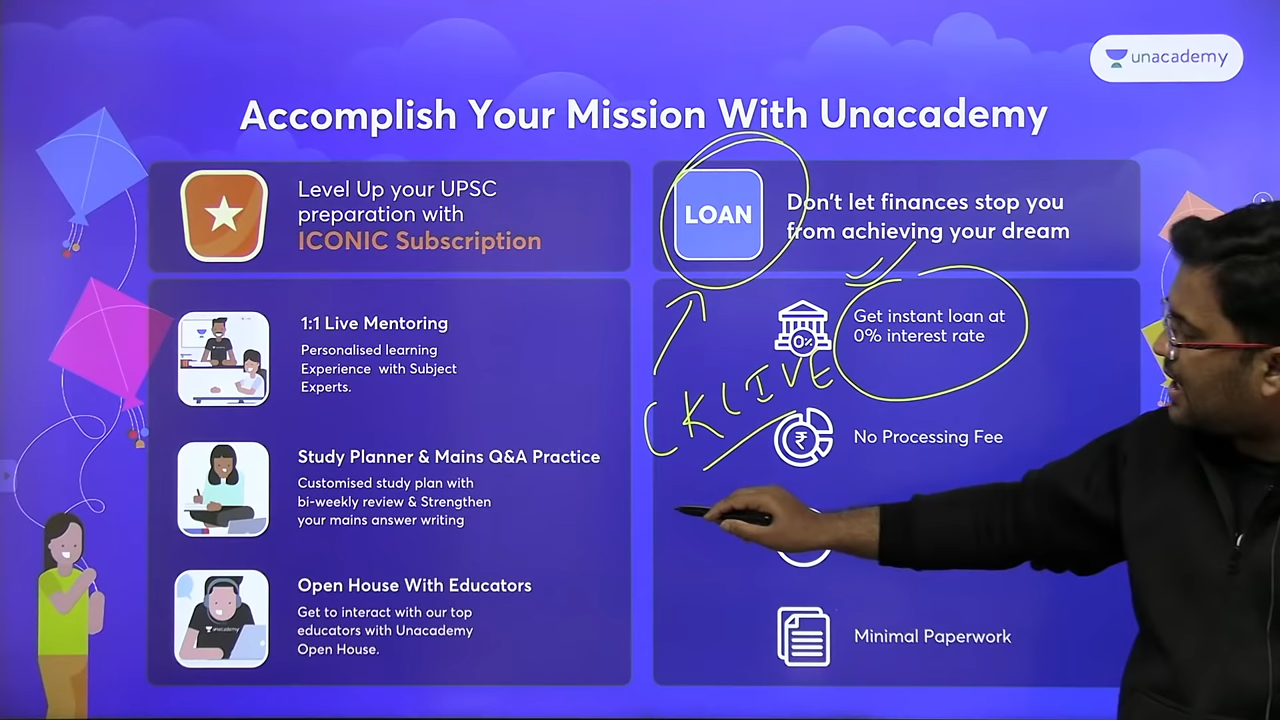 unacademy
Accomplish Your Mission With Unacademy
Level Up your UPSC
preparation with
ICONIC Subscription
1:1 Live Mentoring
Personalised learning
Experience with Subject
Experts.
Study Planner & Mains Q&A Practice
Customised study plan with
bi-weekly review & Strengthen
your mains answer writing
Open House With Educators
unacademy
Get to interact with our top
educators with Unacademy
Open House.
LOAN
Don't let finances stop you
from achieving your dream
0%
Get instant loan at
0% interest rate
CKLIVE
₹
No Processing Fee
Minimal Paperwork